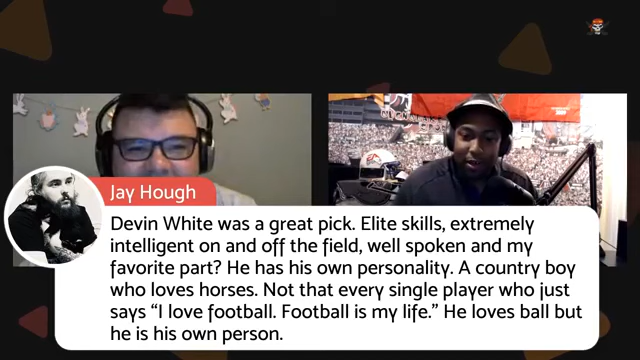 Jay Hough
Devin White was a great pick. Elite skills, extremely
intelligent on and off the field, well spoken and my
favorite part? He has his own personality. A country boy
who loves horses. Not that every single player who just
says “I love football. Football is my life.” He loves ball but
he is his own person.